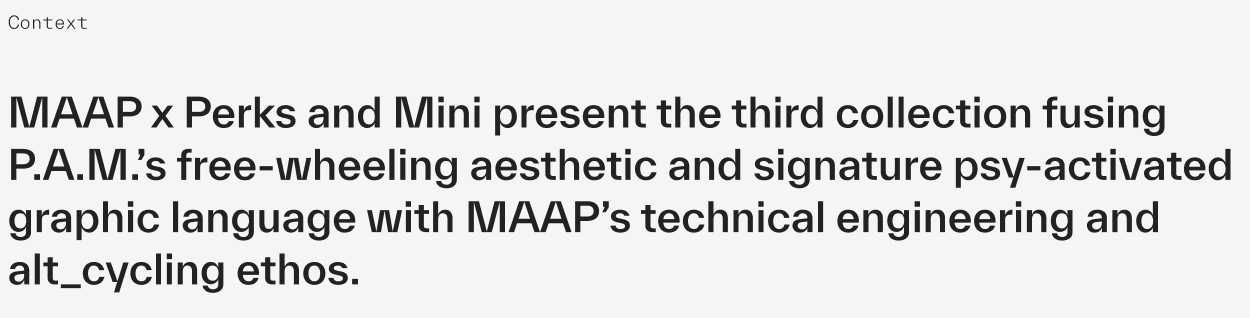 Context
MAAP x Perks and Mini present the third collection fusing
P.A.M.’s free-wheeling aesthetic and signature psy-activated
graphic language with MAAP’s technical engineering and
alt_cycling ethos.